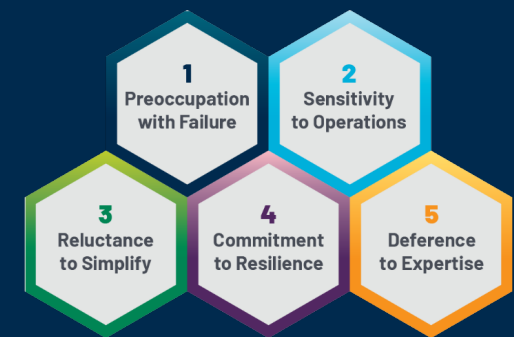 1
Preoccupation
with Failure
2
Sensitivity
to Operations
3
Reluctance
to Simplify
4
Commitment
to Resilience
5
Deference
to Expertise